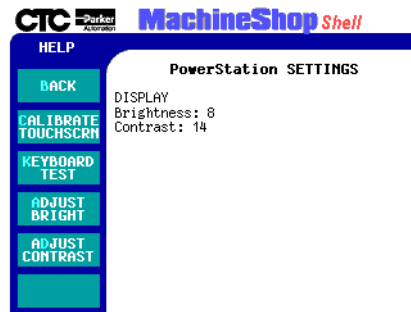 CTC Parker Automation MachineShop Shell
HELP
PowerStation SETTINGS
BACK
DISPLAY
Brightness: 8
Contrast: 14
CALIBRATE
TOUCHSCRN
KEYBOARD
TEST
ADJUST
BRIGHT
ADJUST
CONTRAST